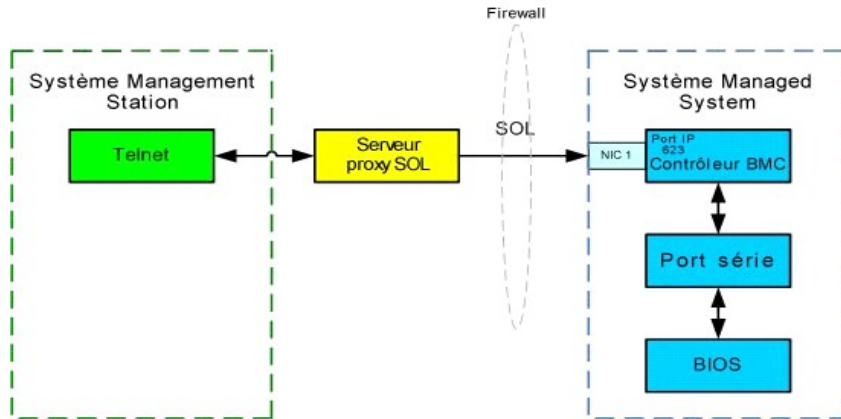 Firewall
Système Management
Station
Telnet
Serveur
proxy SOL
SOL
Système Managed
System
NIC 1
Port IP
623
Contrôleur BMC
Port série
BIOS